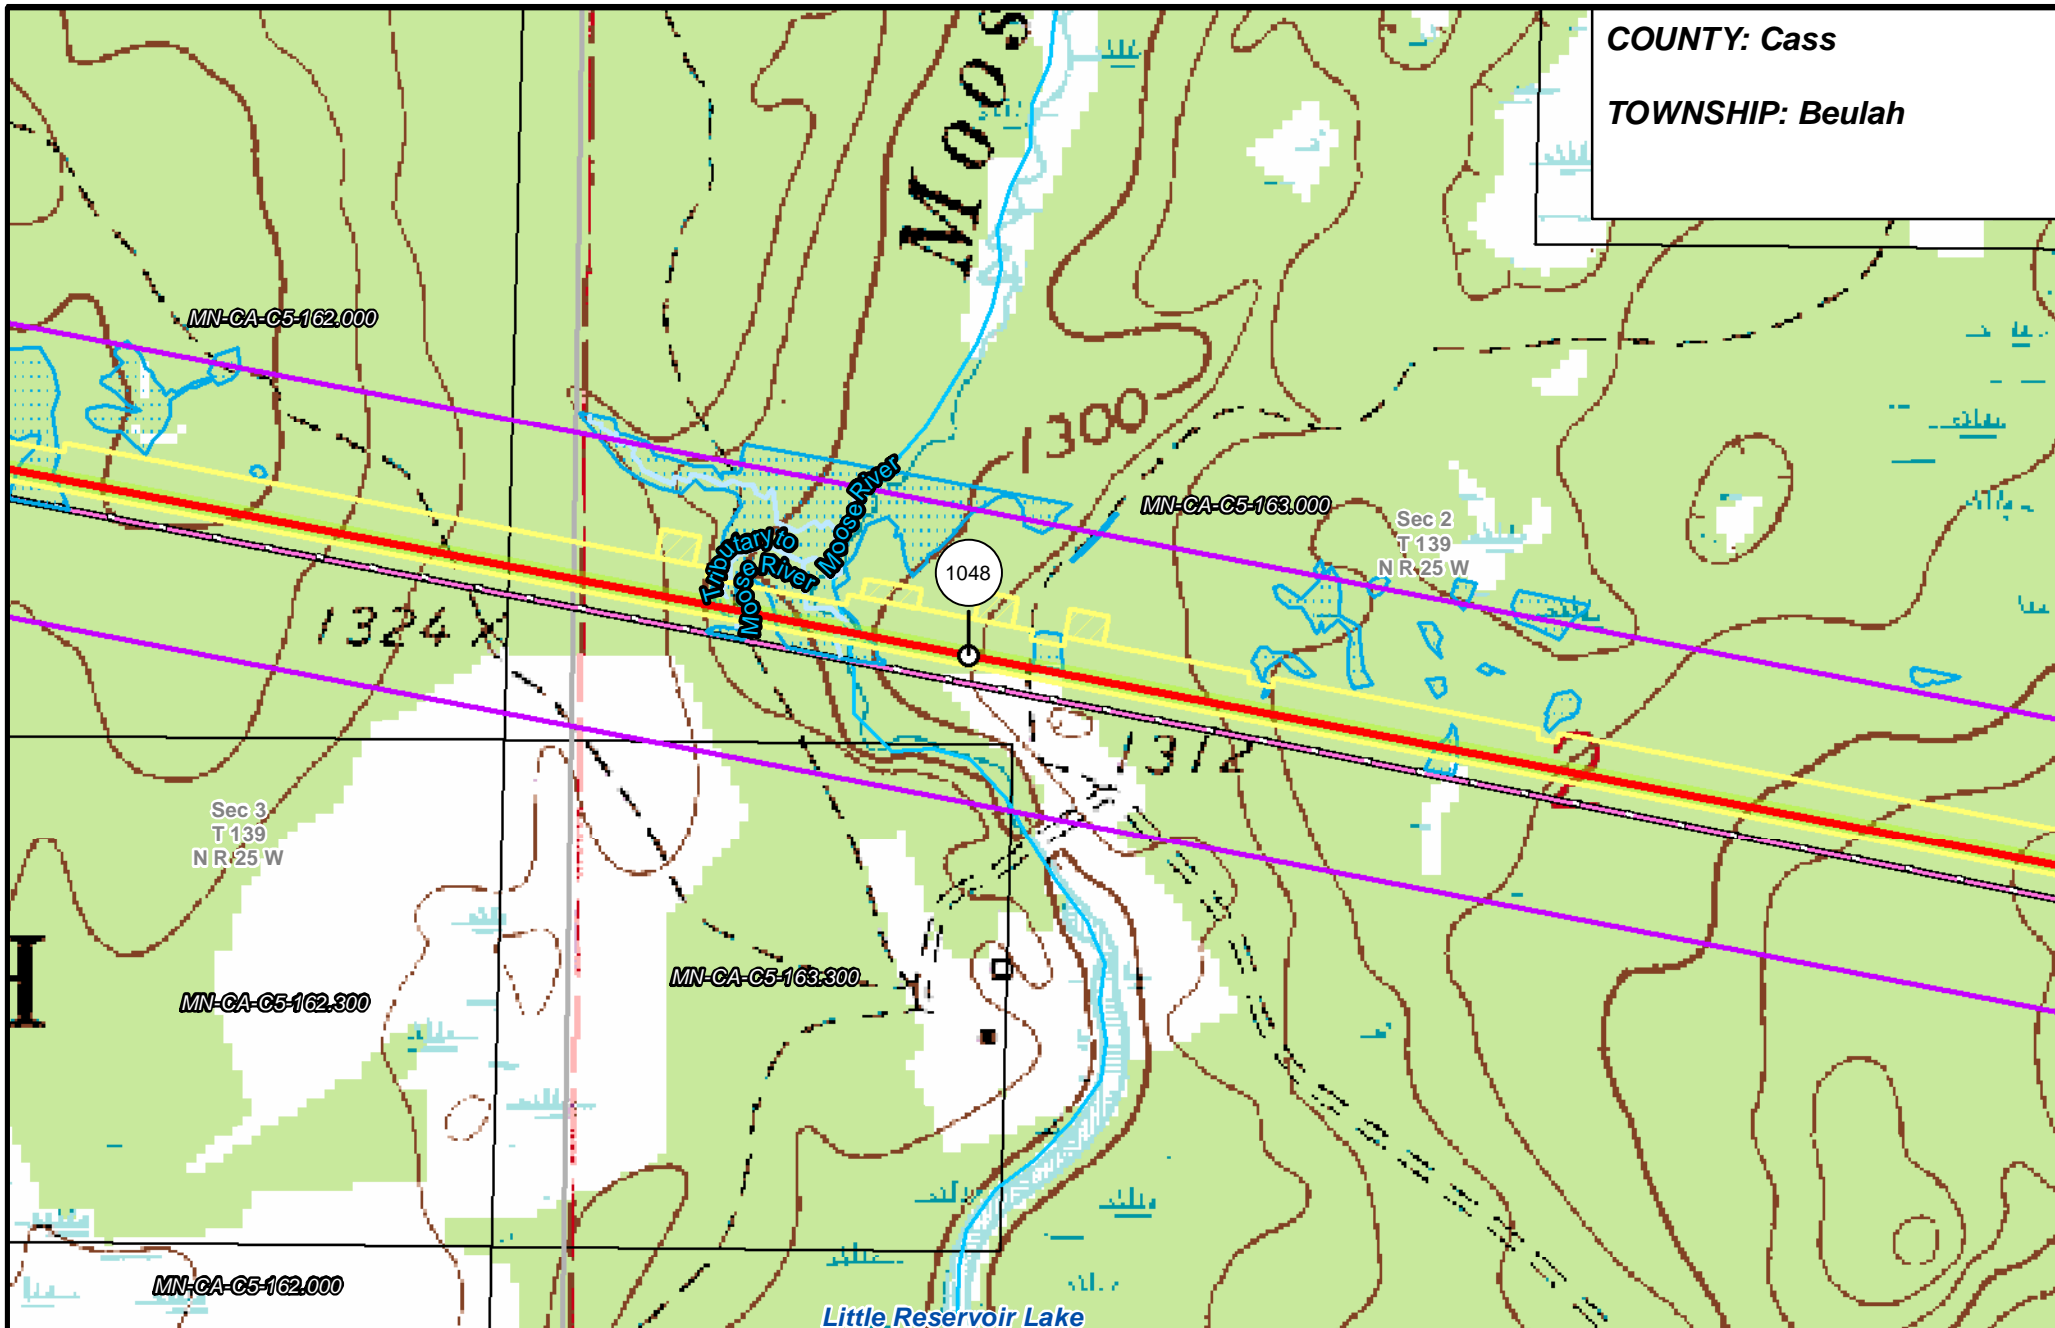 COUNTY: Cass
TOWNSHIP: Beulah
Moos
MN-CA-C5-162.000
1300
MN-CA-C5-163.000
Sec 2
T 139
N R 25 W
Moose River
Tributary to
Moose River
Moose
1048
1324
1312
Sec 3
T 139
N R 25 W
2
H
MN-CA-C5-163.300
MN-CA-C5-162.300
MN-CA-C5-162.000
Little Reservoir Lake